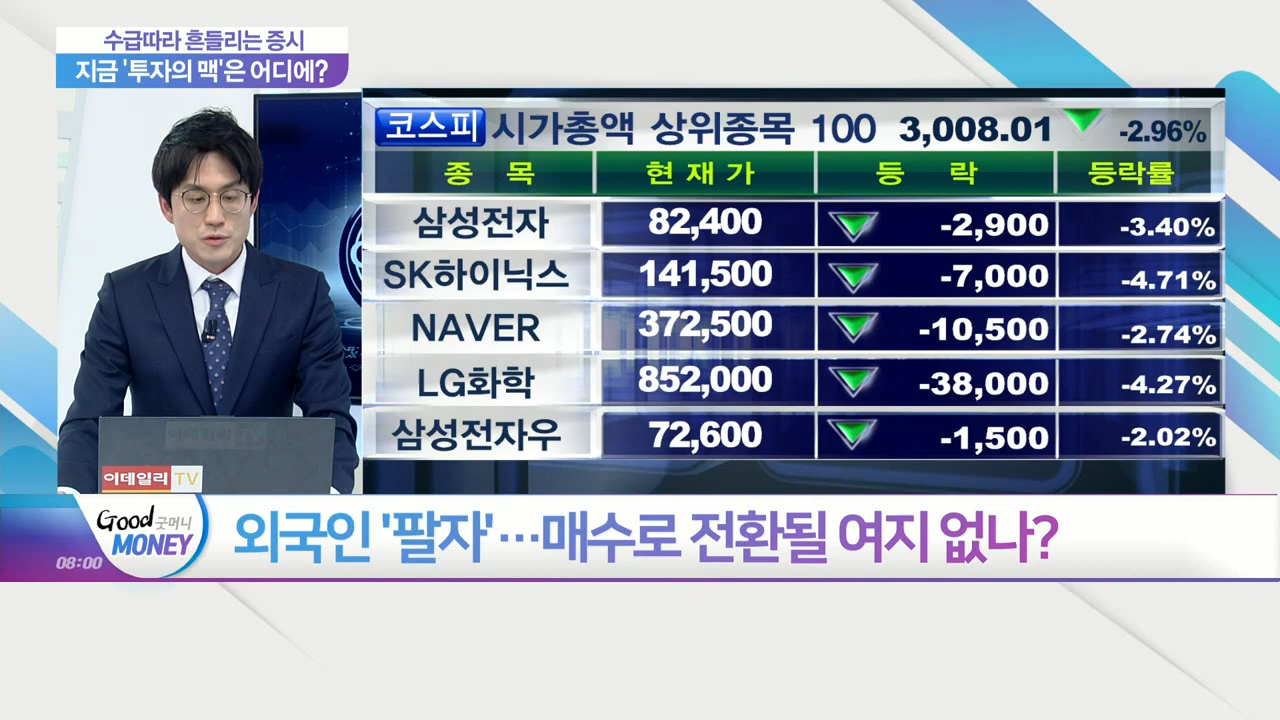 수급따라 흔들리는 증시
지금 '투자의 맥'은 어디에?
코스피 시가총액 상위종목 100 3,008.01 -2.96%
종 목 현 재 가 등 락 등락률
삼성전자 82,400 -2,900 -3.40%
SK하이닉스 141,500 -7,000 -4.71%
NAVER 372,500 -10,500 -2.74%
LG화학 852,000 -38,000 -4.27%
삼성전자우 72,600 -1,500 -2.02%
이데일리TV
Good 굿머니
MONEY
08:00
외국인 '팔자'…매수로 전환될 여지 없나?